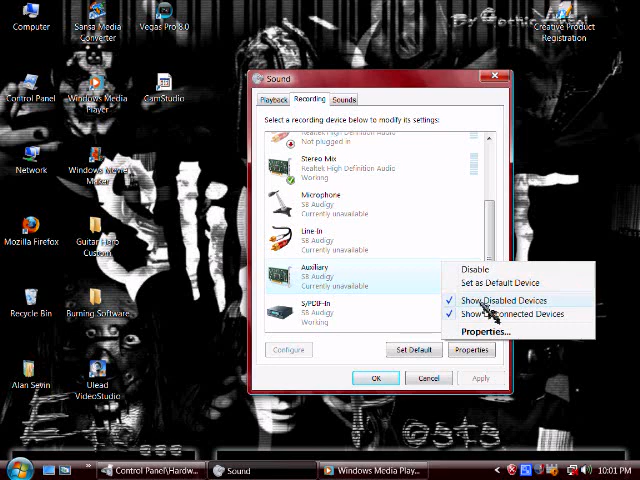 Computer
Sansa Media
Converter
Vegas Pro 8.0
Creative Product
Registration
By Gothic
Control Panel
Windows Media
Player
CamStudio
Network
Windows Movie
Maker
Mozilla Firefox
Guitar Hero
Custom
Recycle Bin
Burning Software
Alan Sevin
Ulead
VideoStudio
Sound
Playback
Recording
Sounds
Select a recording device below to modify its settings:
Realtek High Definition Audio
Not plugged in
Stereo Mix
Realtek High Definition Audio
Working
Microphone
SB Audigy
Currently unavailable
Line-In
SB Audigy
Currently unavailable
Auxiliary
SB Audigy
Currently unavailable
S/PDIF-In
SB Audigy
Working
Disable
Set as Default Device
Show Disabled Devices
Show Disconnected Devices
Properties...
Configure
Set Default
Properties
OK
Cancel
Apply
©sts
Control Panel\Hardw...
Sound
Windows Media Play...
10:01 PM